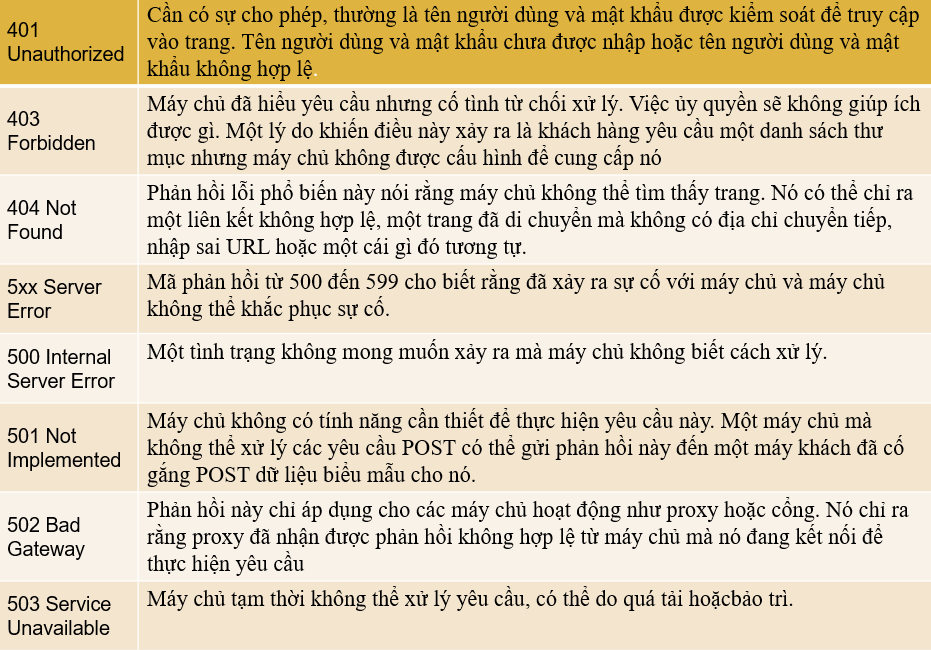 401
Unauthorized
Cần có sự cho phép, thường là tên người dùng và mật khẩu được kiểm soát để truy cập
vào trang. Tên người dùng và mật khẩu chưa được nhập hoặc tên người dùng và mật
khẩu không hợp lệ.
403
Forbidden
Máy chủ đã hiểu yêu cầu nhưng cố tình từ chối xử lý. Việc ủy quyền sẽ không giúp ích
được gì. Một lý do khiến điều này xảy ra là khách hàng yêu cầu một danh sách thư
mục nhưng máy chủ không được cấu hình để cung cấp nó
404 Not
Found
Phản hồi lỗi phổ biến này nói rằng máy chủ không thể tìm thấy trang. Nó có thể chỉ ra
một liên kết không hợp lệ, một trang đã di chuyển mà không có địa chỉ chuyển tiếp,
nhập sai URL hoặc một cái gì đó tương tự.
5xx Server
Error
Mã phản hồi từ 500 đến 599 cho biết rằng đã xảy ra sự cố với máy chủ và máy chủ
không thể khắc phục sự cố.
500 Internal
Server Error
Một tình trạng không mong muốn xảy ra mà máy chủ không biết cách xử lý.
501 Not
Implemented
Máy chủ không có tính năng cần thiết để thực hiện yêu cầu này. Một máy chủ mà
không thể xử lý các yêu cầu POST có thể gửi phản hồi này đến một máy khách đã cố
gắng POST dữ liệu biểu mẫu cho nó.
502 Bad
Gateway
Phản hồi này chỉ áp dụng cho các máy chủ hoạt động như proxy hoặc cổng. Nó chỉ ra
rằng proxy đã nhận được phản hồi không hợp lệ từ máy chủ mà nó đang kết nối để
thực hiện yêu cầu
503 Service
Unavailable
Máy chủ tạm thời không thể xử lý yêu cầu, có thể do quá tải hoặcbảo trì.